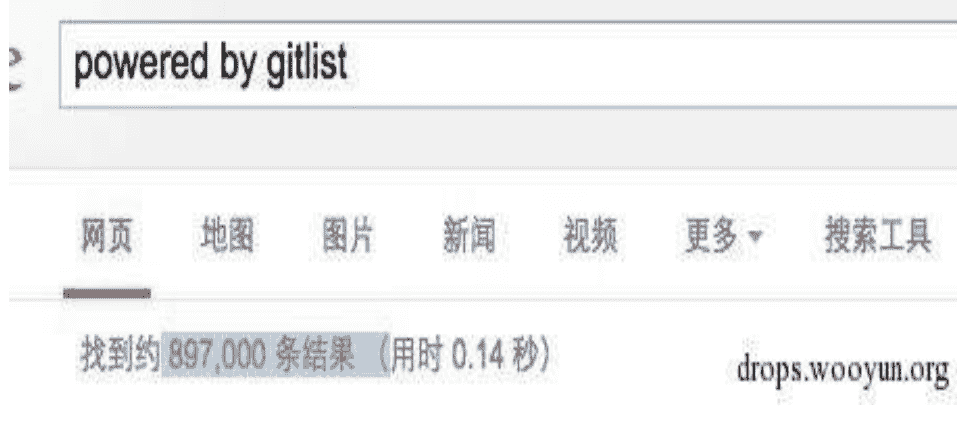 e
powered by gitlist
网页 地图 图片 新闻 视频 更多 搜索工具
找到约 897,000 条结果 （用时 0.14 秒）
drops.wooyun.org